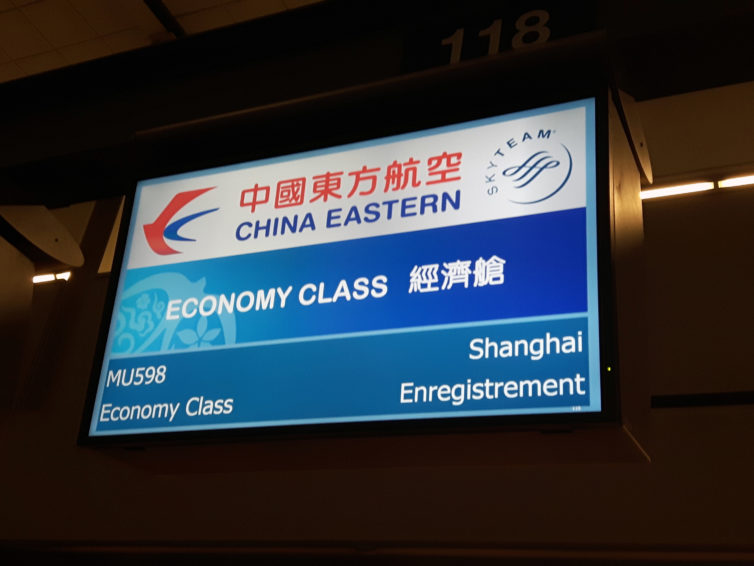 118
中國東方航空
CHINA EASTERN
SKYTEAM
ECONOMY CLASS 經濟艙
MU598
Shanghai
Economy Class
Enregistrement